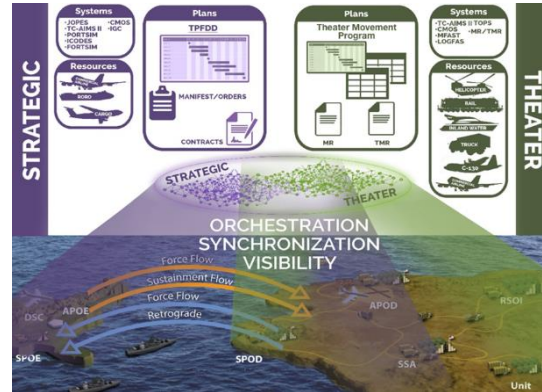 STRATEGIC
Systems
-JOPES
-TC-AIMS II
-PORTSIM
-ICODES
-FORTSIM
-CMOS
-IGC
Resources
RORO
CARGO
Plans
TPFDD
MANIFEST/ORDERS
CONTRACTS
Plans
Theater Movement
Program
MR
TMR
Systems
-TC-AIMS II TOPS
-CMOS
-MFAST
-LOGFAS
-MR/TMR
Resources
HELICOPTER
RAIL
INLAND WATER
TRUCK
C-130
THEATER
STRATEGIC
THEATER
ORCHESTRATION
SYNCHRONIZATION
VISIBILITY
Force Flow
Sustainment Flow
Force Flow
Retrograde
DSC
APOE
SPOE
SPOD
APOD
RSOI
SSA
Unit